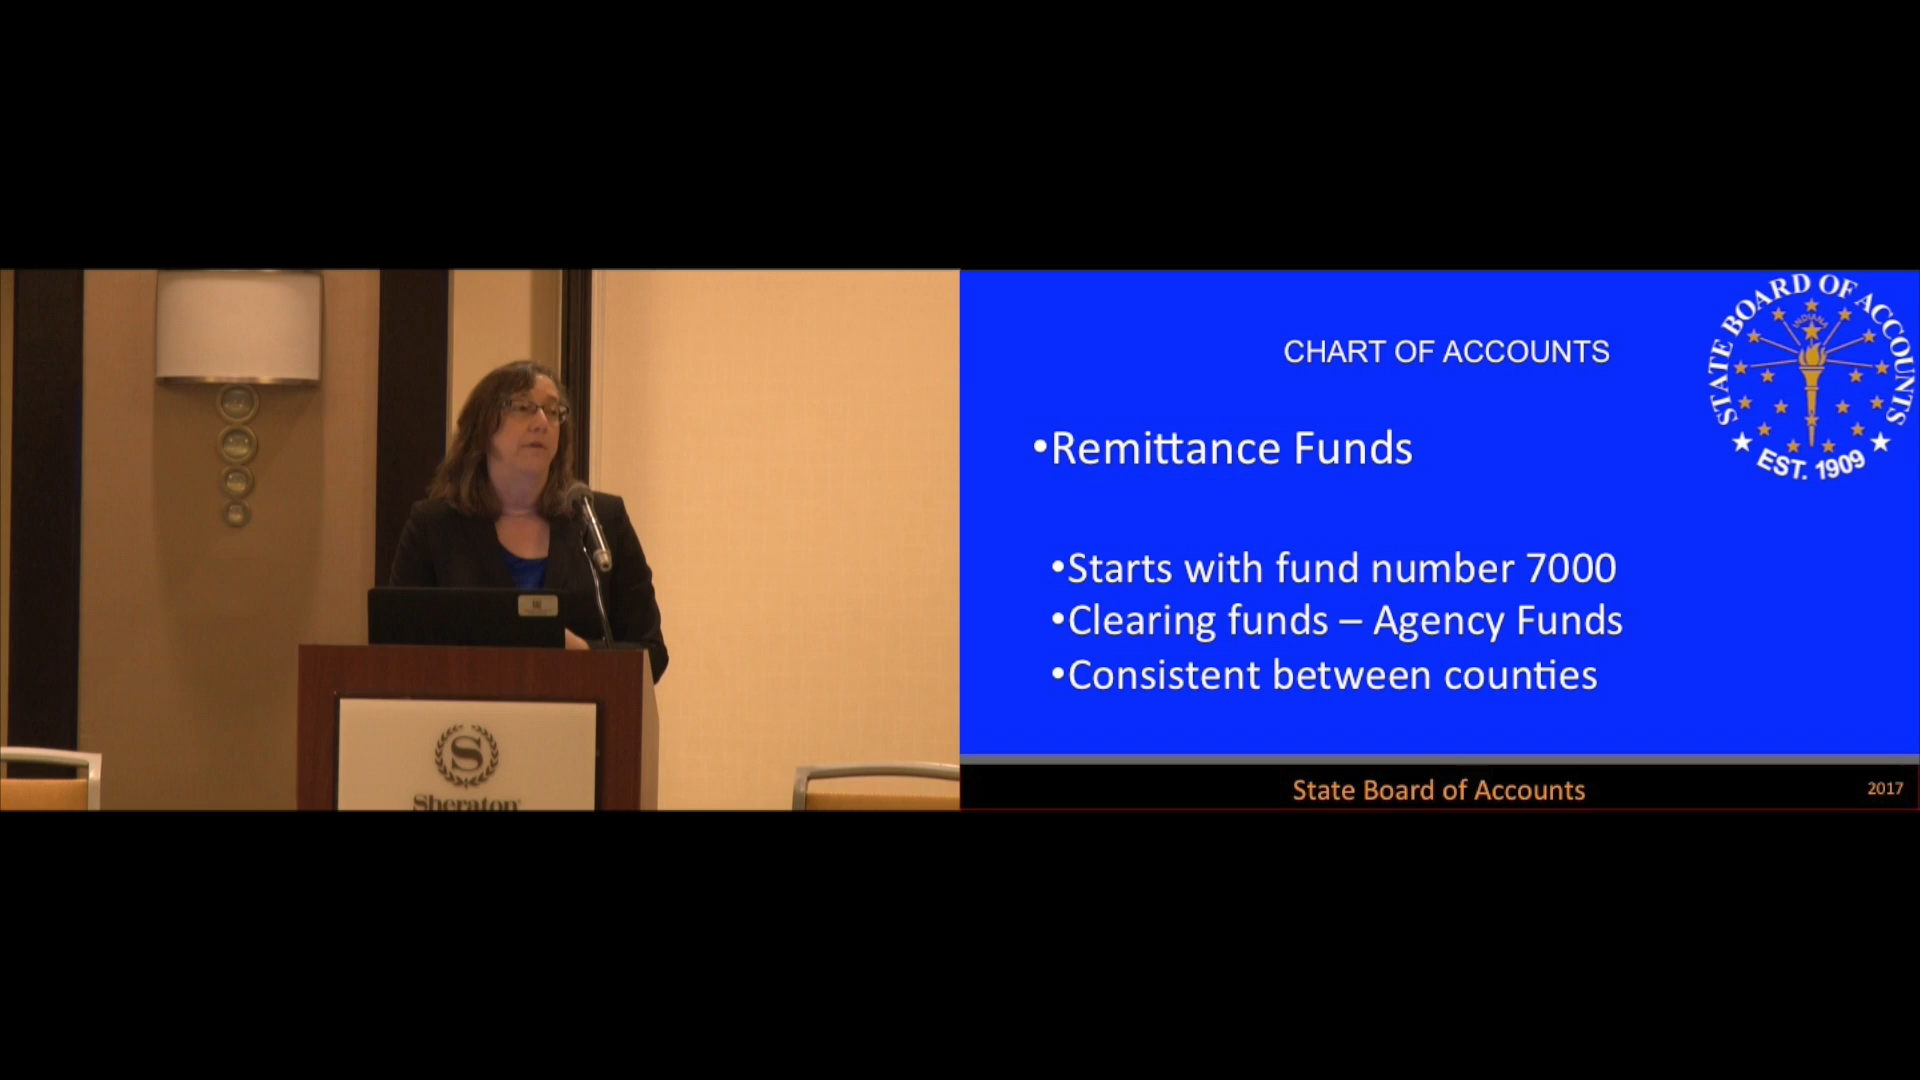 Sheraton
CHART OF ACCOUNTS
STATE BOARD OF ACCOUNTS
INDIANA
EST. 1909
•Remittance Funds
•Starts with fund number 7000
•Clearing funds – Agency Funds
•Consistent between counties
State Board of Accounts
2017